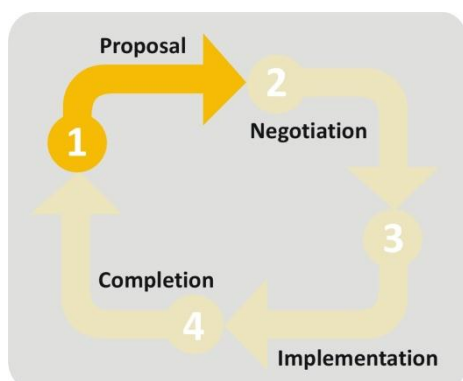 Proposal
1
2
Negotiation
3
Implementation
4
Completion